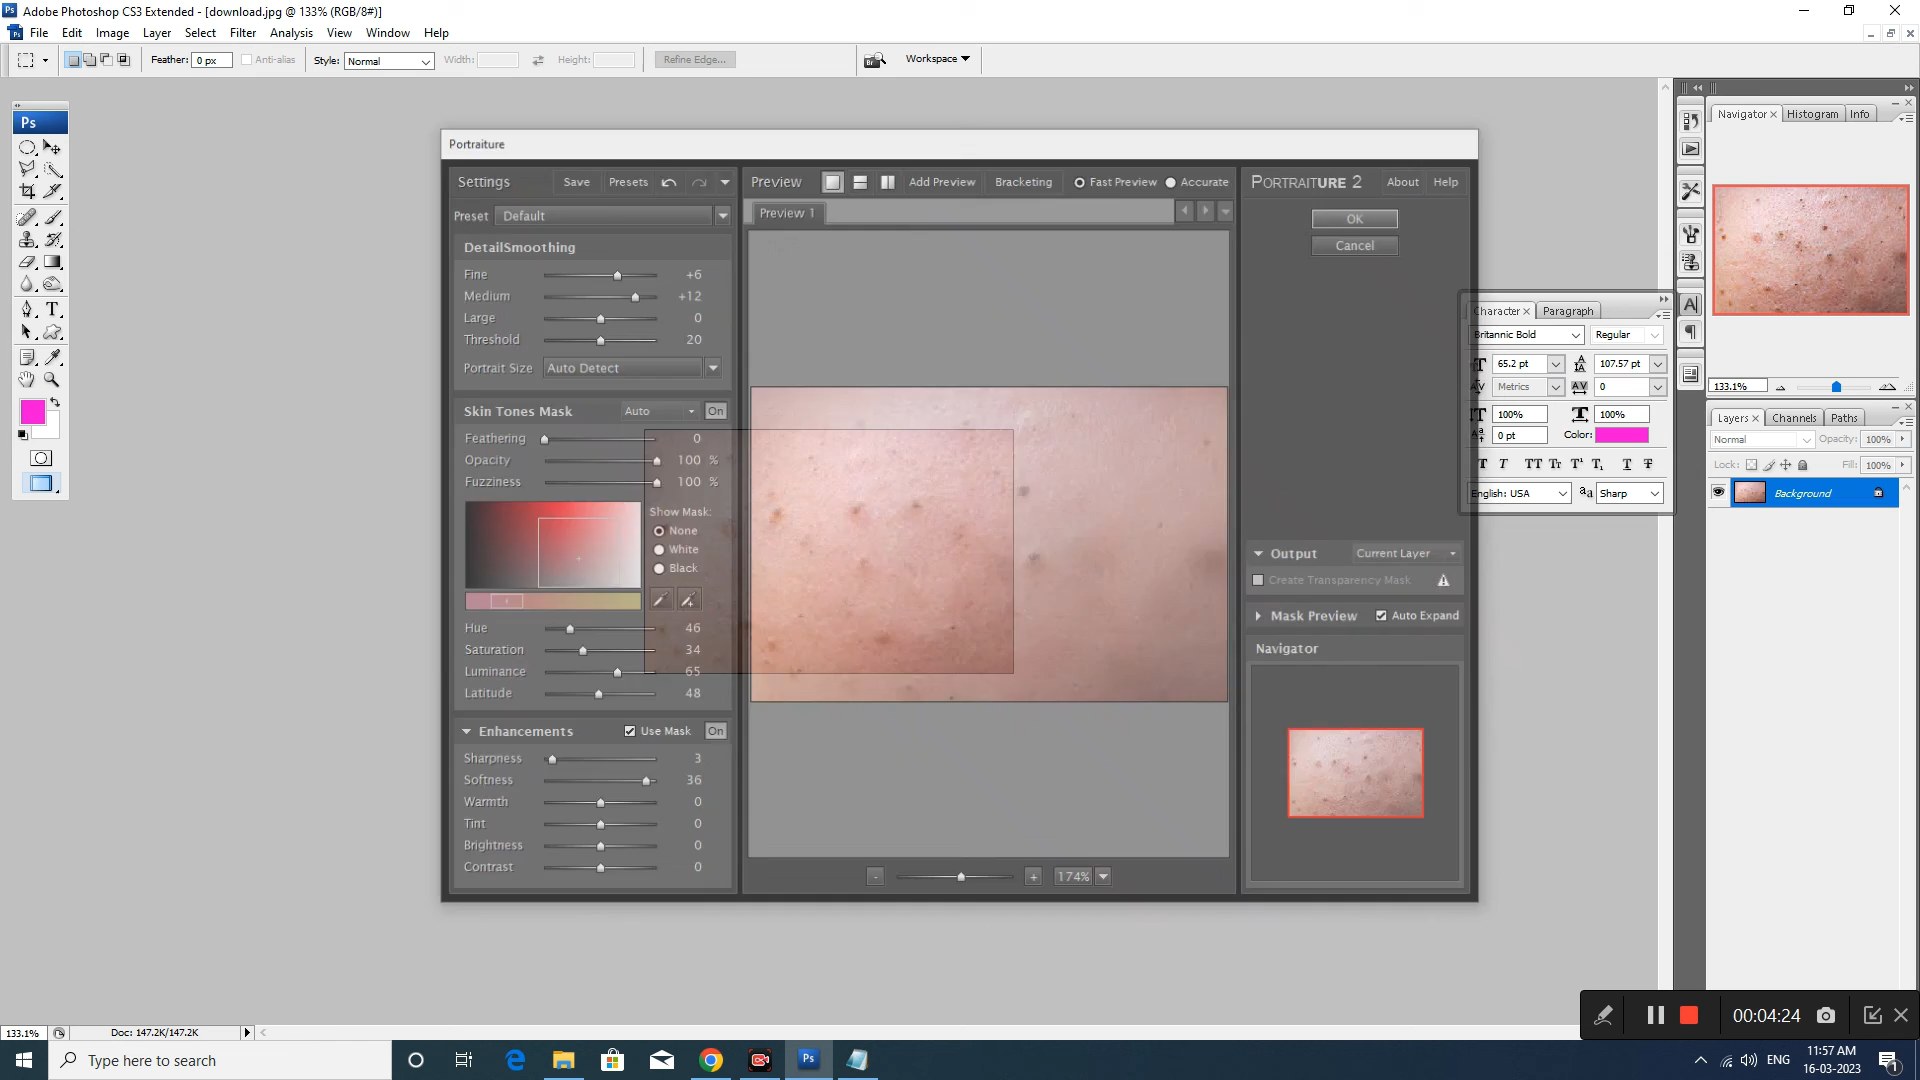 Adobe Photoshop CS3 Extended - [download.jpg @ 133% (RGB/8#)]
File Edit Image Layer Select Filter Analysis View Window Help
Feather: 0 px Anti-alias Style: Normal Width: Height: Refine Edge... Workspace
Ps
Portraiture
Settings Save Presets
Preset Default
DetailSmoothing
Fine +6
Medium +12
Large 0
Threshold 20
Portrait Size Auto Detect
Skin Tones Mask Auto On
Feathering 0
Opacity 100 %
Fuzziness 100 %
Show Mask:
None
White
Black
Hue 46
Saturation 34
Luminance 65
Latitude 48
Enhancements Use Mask On
Sharpness 3
Softness 36
Warmth 0
Tint 0
Brightness 0
Contrast 0
Preview Add Preview Bracketing Fast Preview Accurate
Preview 1
- + 174%
PORTRAITURE 2 About Help
OK
Cancel
Output Current Layer
Create Transparency Mask
Mask Preview Auto Expand
Navigator
Character Paragraph
Britannic Bold Regular
65.2 pt 107.57 pt
Metrics 0
100% 100%
0 pt Color:
T T TT Tr T¹ T₁ T T
English: USA aa Sharp
Navigator Histogram Info
133.1%
Layers Channels Paths
Normal Opacity: 100%
Lock: Fill: 100%
Background
133.1% Doc: 147.2K/147.2K
00:04:24
Type here to search
Ps
ENG
11:57 AM
16-03-2023
1